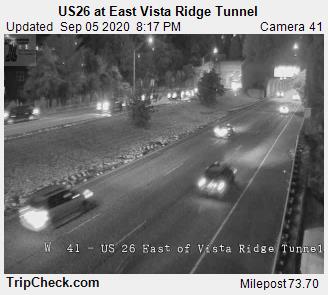 US26 at East Vista Ridge Tunnel
Updated Sep 05 2020 8:17 PM Camera 41
W 41 - US 26 East of Vista Ridge Tunnel
TripCheck.com Milepost73.70